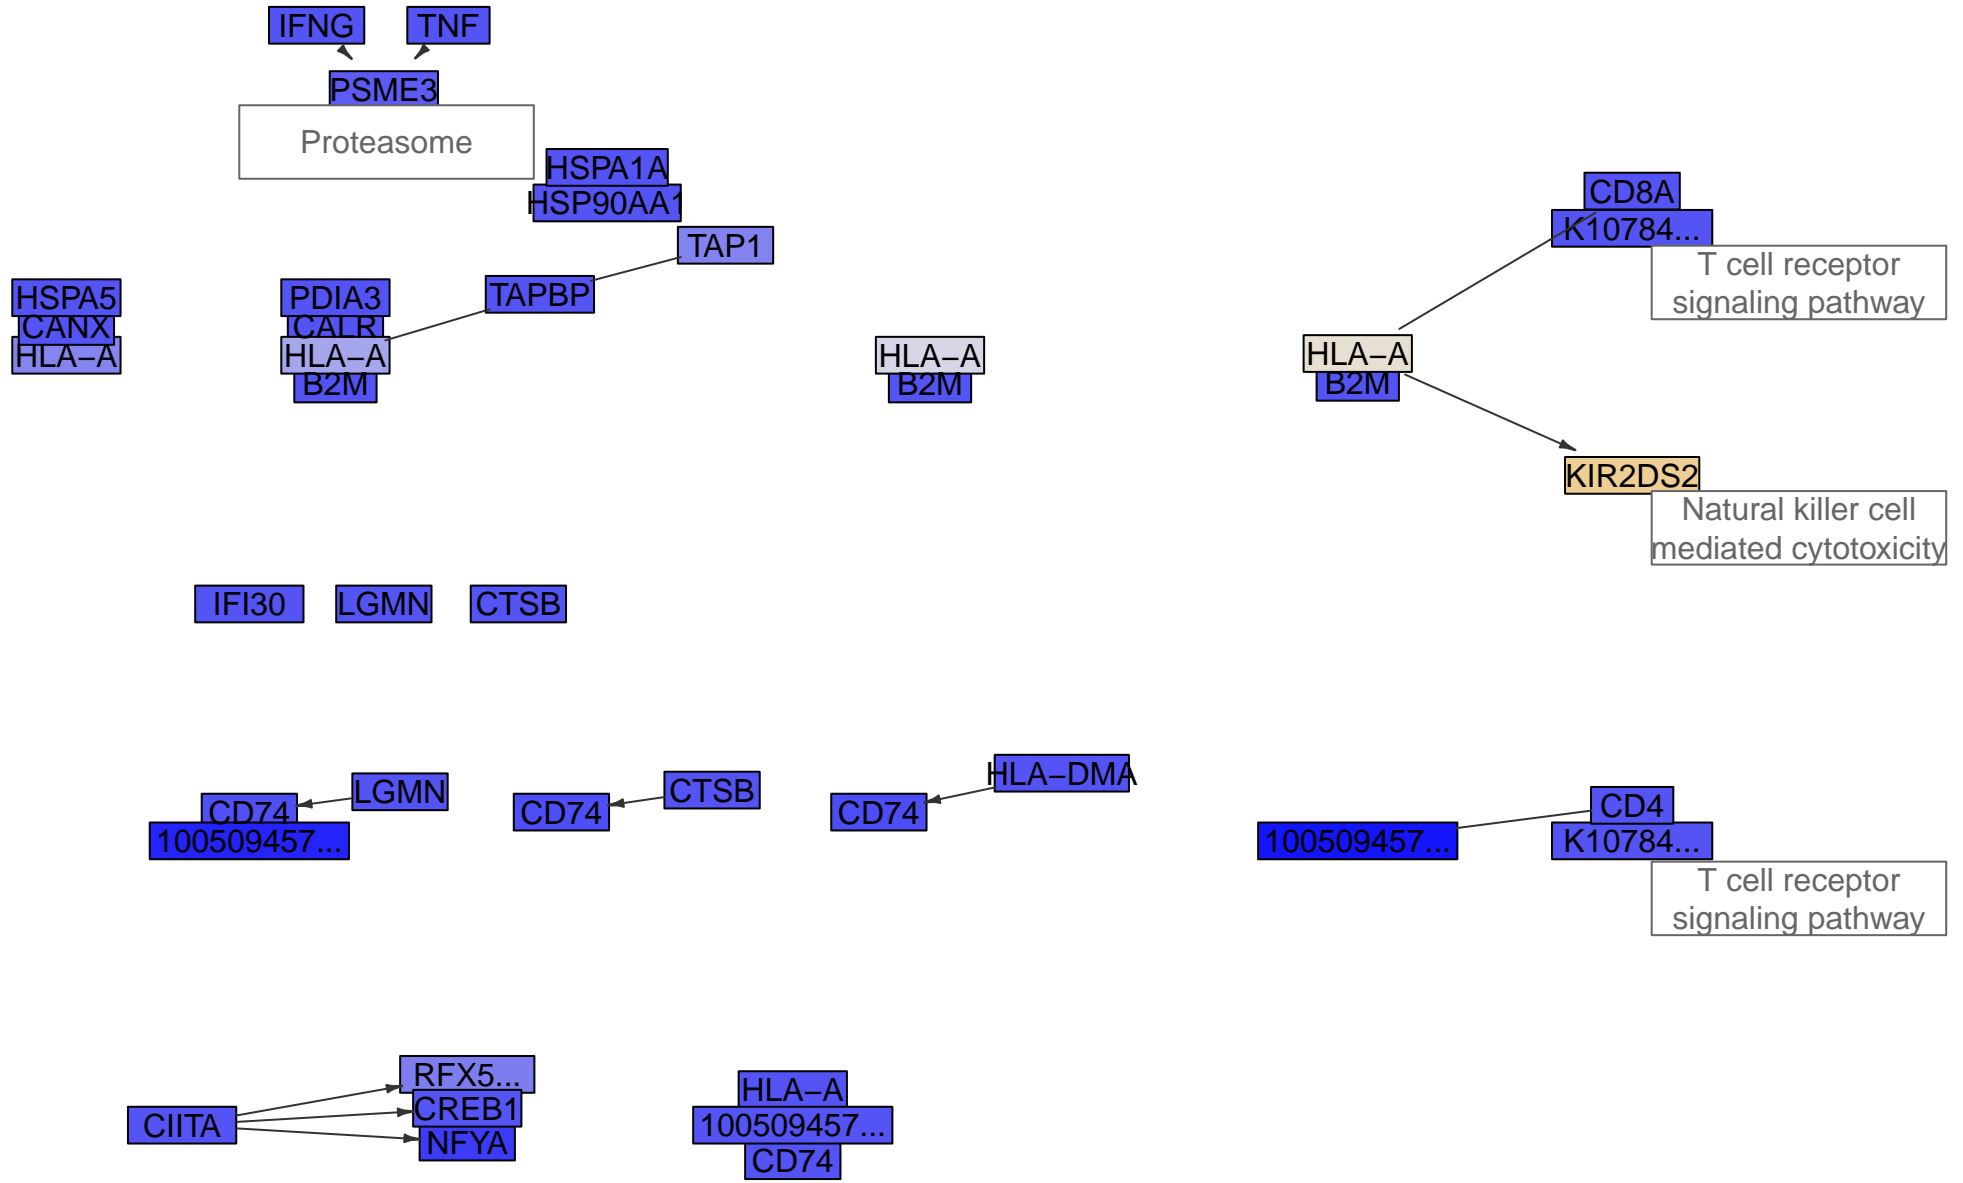 IFNG
TNF
PSME3
Proteasome
HSPA1A
HSP90AA1
TAP1
TAPBP
HSPA5
CANX
HLA−A
PDIA3
CALR
HLA−A
B2M
HLA−A
B2M
CD8A
K10784...
T cell receptor
signaling pathway
HLA−A
B2M
KIR2DS2
Natural killer cell
mediated cytotoxicity
IFI30
LGMN
CTSB
LGMN
CD74
100509457...
CTSB
CD74
HLA−DMA
CD74
CD4
100509457...
K10784...
T cell receptor
signaling pathway
CIITA
RFX5...
CREB1
NFYA
HLA−A
100509457...
CD74